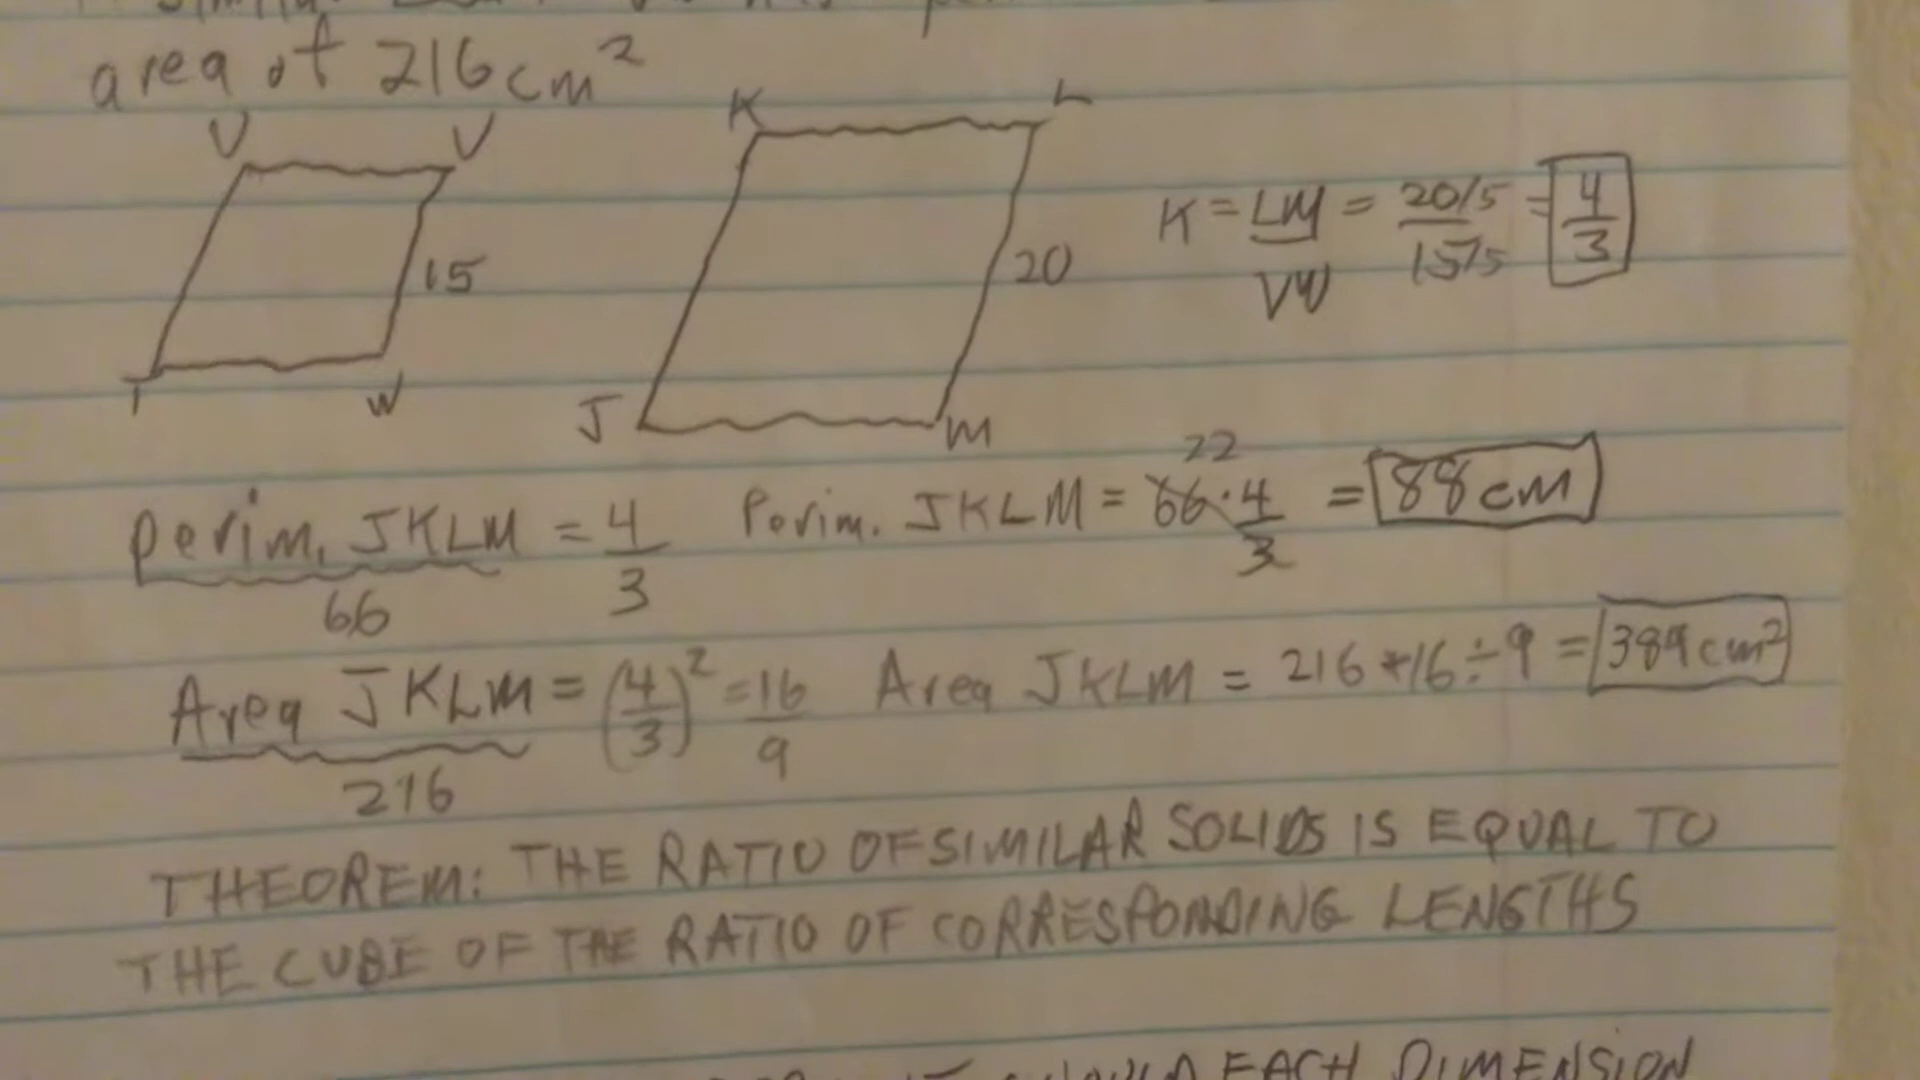 area of 216 cm²
U V K L
K = LM/VW = 20/5 / 15/5 = 4/3
15
20
T W J M
Perim. JKLM / 66 = 4/3 Perim. JKLM = 66 · 4/3 22 = 88 cm
Area JKLM / 216 = (4/3)² = 16/9 Area JKLM = 216 * 16 ÷ 9 = 384 cm²
THEOREM: THE RATIO OF SIMILAR SOLIDS IS EQUAL TO
THE CUBE OF THE RATIO OF CORRESPONDING LENGTHS
EACH DIMENSION